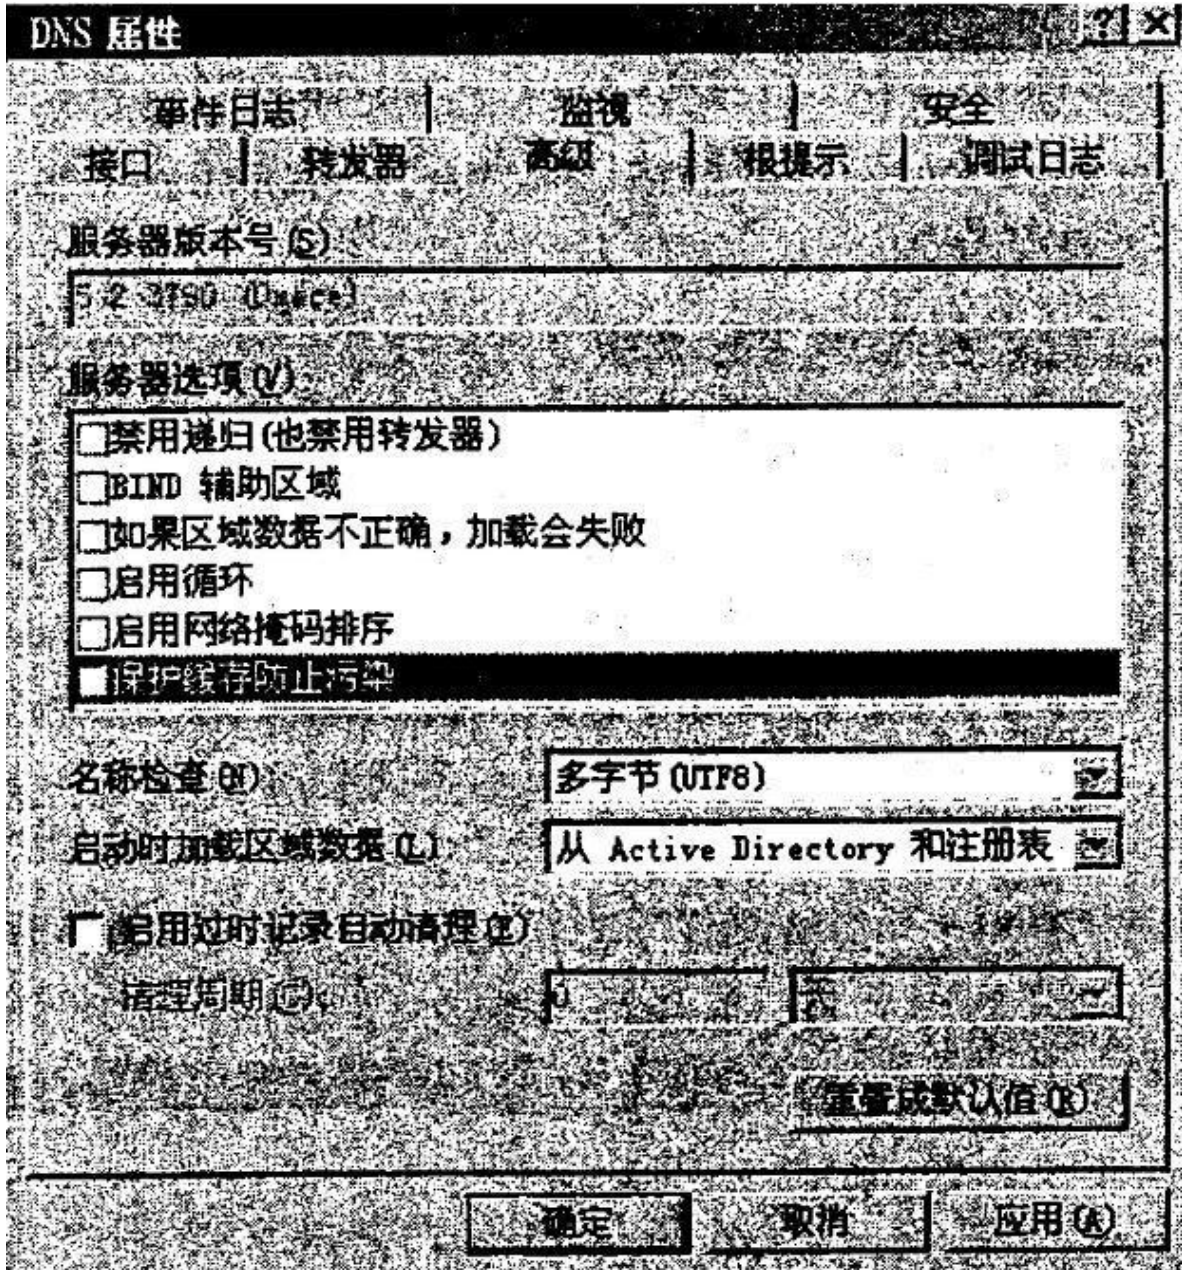 DNS 属性
事件日志 监视 安全
接口 转发器 高级 根提示 调试日志
服务器版本号(S)
服务器选项(V)
禁用递归(也禁用转发器)
BIND 辅助区域
如果区域数据不正确，加载会失败
启用循环
启用网络掩码排序
保护缓存防止污染
名称检查(N) 多字节(UTF8)
启动时加载区域数据(L) 从 Active Directory 和注册表
启用过时记录自动清理(E)
清理周期(C): 0 天
重置成默认值(R)
确定 取消 应用(A)